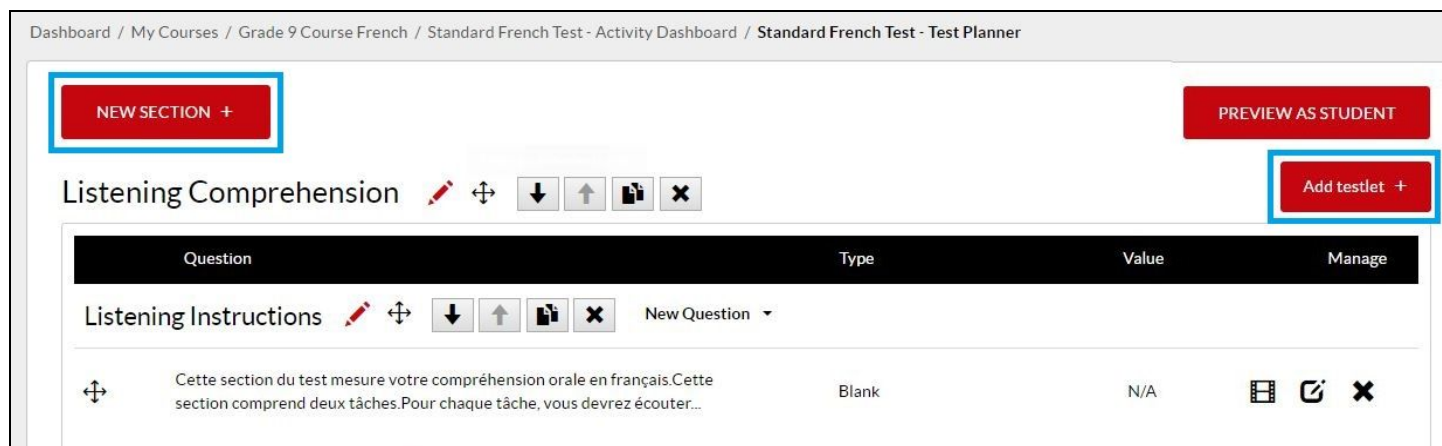 Dashboard / My Courses / Grade 9 Course French / Standard French Test - Activity Dashboard / Standard French Test - Test Planner
NEW SECTION +
PREVIEW AS STUDENT
Add testlet +
Listening Comprehension
Question Type Value Manage
Listening Instructions New Question
Cette section du test mesure votre compréhension orale en français.Cette
section comprend deux tâches.Pour chaque tâche, vous devrez écouter...
Blank N/A